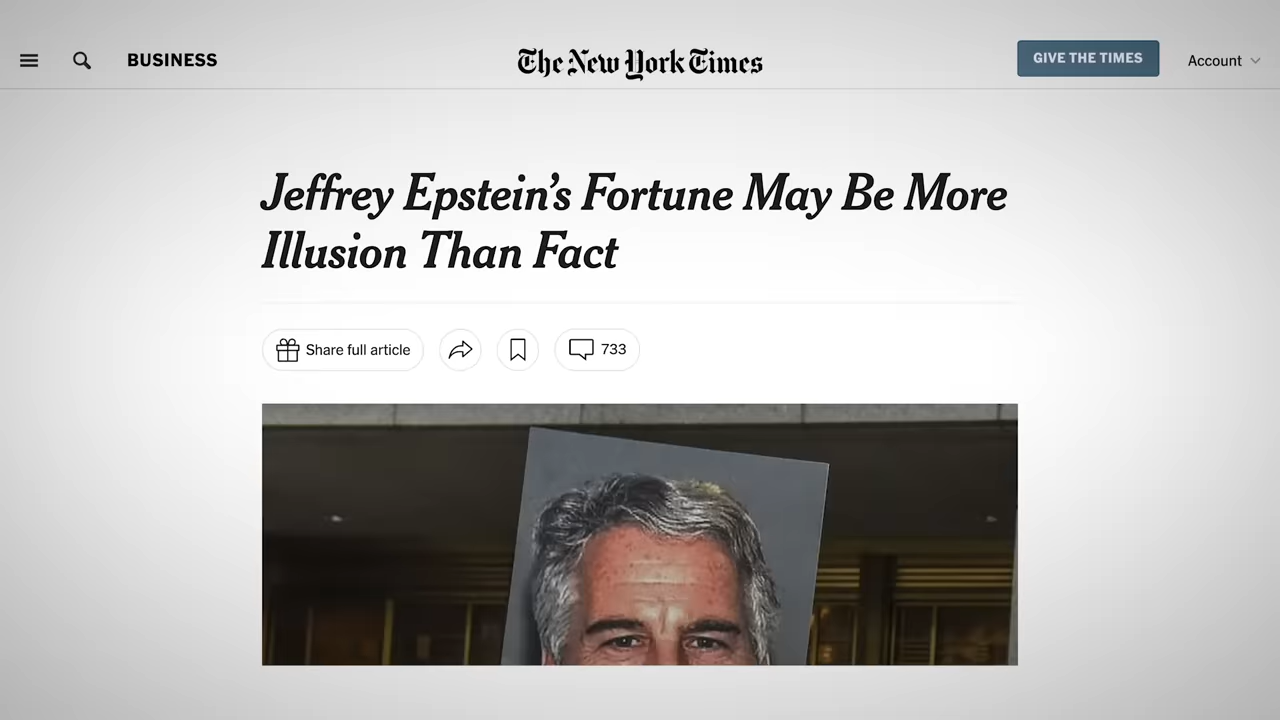 BUSINESS
The New York Times
GIVE THE TIMES
Account
Jeffrey Epstein’s Fortune May Be More
Illusion Than Fact
Share full article
733